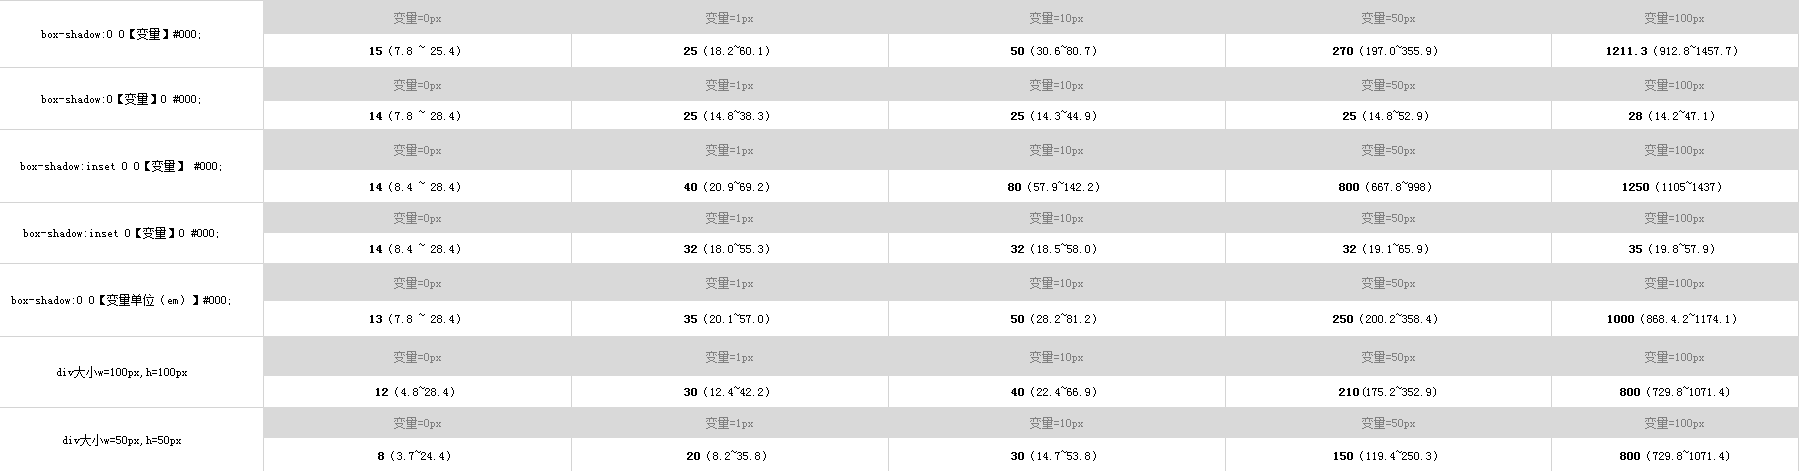 变量=0px 变量=1px 变量=10px 变量=50px 变量=100px
box-shadow:0 0【变量】#000;
15 (7.8 ~ 25.4) 25 (18.2~60.1) 50 (30.6~80.7) 270 (197.0~355.9) 1211.3 (912.8~1457.7)
变量=0px 变量=1px 变量=10px 变量=50px 变量=100px
box-shadow:0【变量】0 #000;
14 (7.8 ~ 28.4) 25 (14.8~38.3) 25 (14.3~44.9) 25 (14.8~52.9) 28 (14.2~47.1)
变量=0px 变量=1px 变量=10px 变量=50px 变量=100px
box-shadow:inset 0 0【变量】 #000;
14 (8.4 ~ 28.4) 40 (20.9~69.2) 80 (57.9~142.2) 800 (667.8~998) 1250 (1105~1437)
变量=0px 变量=1px 变量=10px 变量=50px 变量=100px
box-shadow:inset 0【变量】0 #000;
14 (8.4 ~ 28.4) 32 (18.0~55.3) 32 (18.5~58.0) 32 (19.1~65.9) 35 (19.8~57.9)
变量=0px 变量=1px 变量=10px 变量=50px 变量=100px
box-shadow:0 0【变量单位（em）】#000;
13 (7.8 ~ 28.4) 35 (20.1~57.0) 50 (28.2~81.2) 250 (200.2~358.4) 1000 (868.4.2~1174.1)
变量=0px 变量=1px 变量=10px 变量=50px 变量=100px
div大小w=100px,h=100px
12 (4.8~28.4) 30 (12.4~42.2) 40 (22.4~66.9) 210(175.2~352.9) 800 (729.8~1071.4)
变量=0px 变量=1px 变量=10px 变量=50px 变量=100px
div大小w=50px,h=50px
8 (3.7~24.4) 20 (8.2~35.8) 30 (14.7~53.8) 150 (119.4~250.3) 800 (729.8~1071.4)